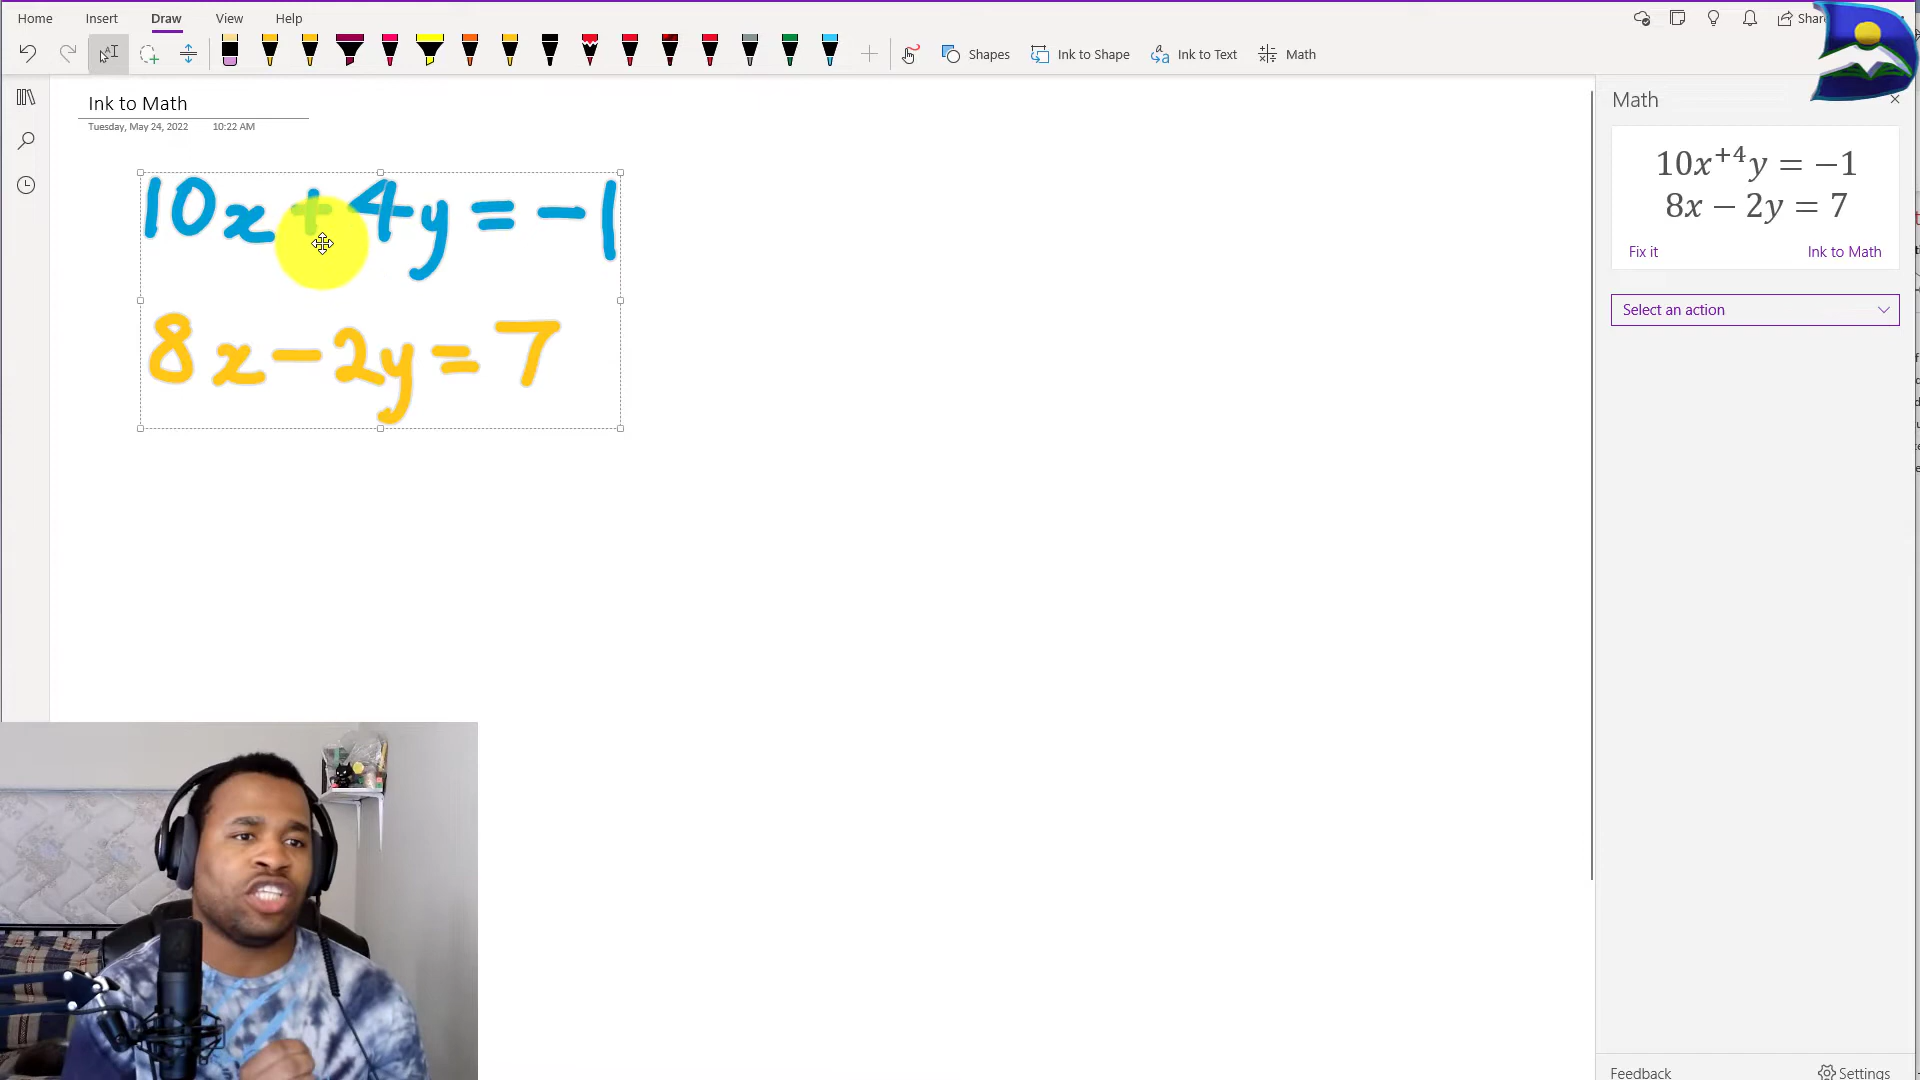 Home Insert Draw View Help
Shar
Shapes Ink to Shape Ink to Text Math
Ink to Math
Tuesday, May 24, 2022 10:22 AM
10x+4y=-1
8x-2y=7
Math
10x⁺⁴y = −1
8x − 2y = 7
Fix it Ink to Math
Select an action
Feedback Settings